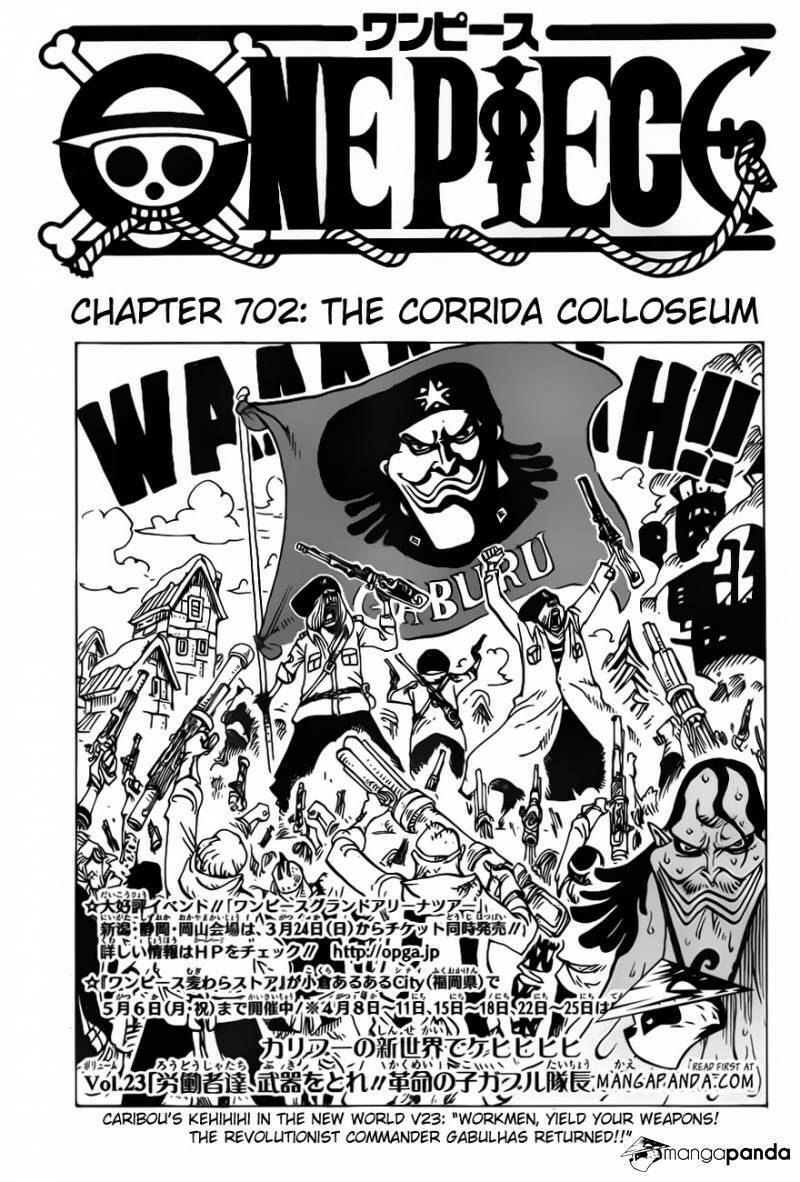 ワンピース
ONE PIECE
CHAPTER 702: THE CORRIDA COLLOSEUM
WAAAA H!!
GABURU
☆大好評イベント!!「ワンピースグランドアリーナツアー」
新潟・静岡・岡山会場は、3月24日(日)からチケット同時発売!!
詳しい情報はHPをチェック!! http://opga.jp
☆『ワンピース麦わらストア』が小倉あるあるCity(福岡県)で
5月6日(月・祝)まで開催中!※4月8日〜11日、15日〜18日、22日〜25日は
カリブーの新世界でケヒヒヒヒ
VOL.23「労働者達 武器をとれ!!革命の子ガブル隊長
READ FIRST AT
MANGAPANDA.COM
CARIBOU'S KEHIHIHI IN THE NEW WORLD V23: "WORKMEN, YIELD YOUR WEAPONS!
THE REVOLUTIONIST COMMANDER GABULHAS RETURNED!!"
mangapanda